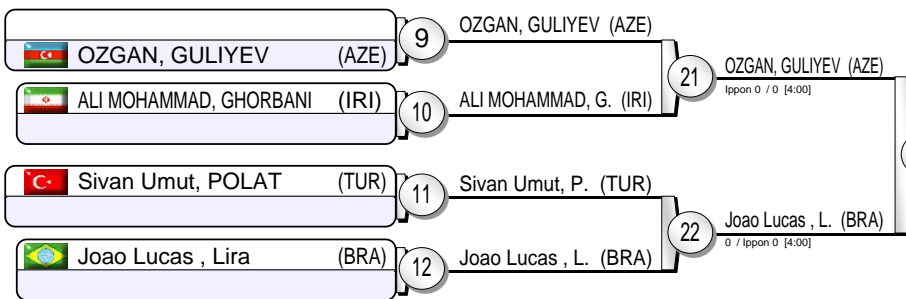 OZGAN, GULIYEV (AZE)
9
OZGAN, GULIYEV (AZE)
ALI MOHAMMAD, GHORBANI (IRI)
10
ALI MOHAMMAD, G. (IRI)
21
OZGAN, GULIYEV (AZE)
Ippon 0 / 0 [4:00]
Sivan Umut, POLAT (TUR)
11
Sivan Umut, P. (TUR)
Joao Lucas , Lira (BRA)
12
Joao Lucas , L. (BRA)
22
Joao Lucas , L. (BRA)
0 / Ippon 0 [4:00]